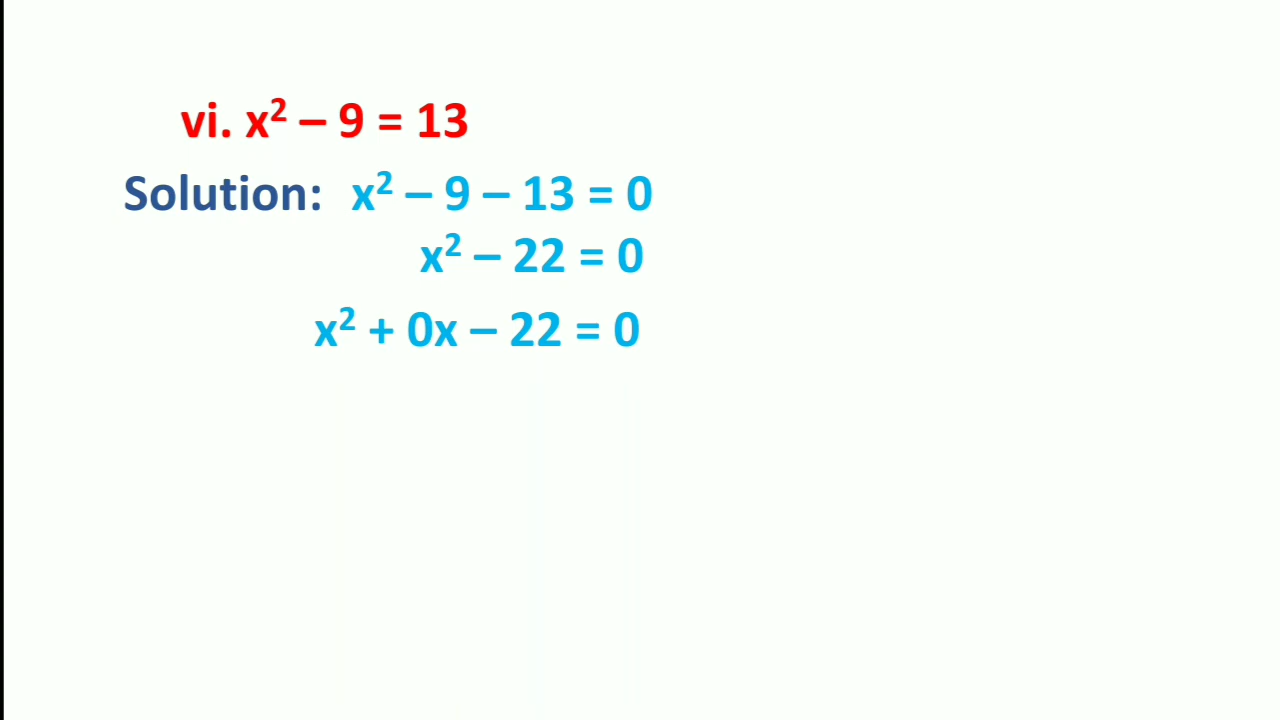 vi. x² – 9 = 13
Solution: x² – 9 – 13 = 0
x² – 22 = 0
x² + 0x – 22 = 0